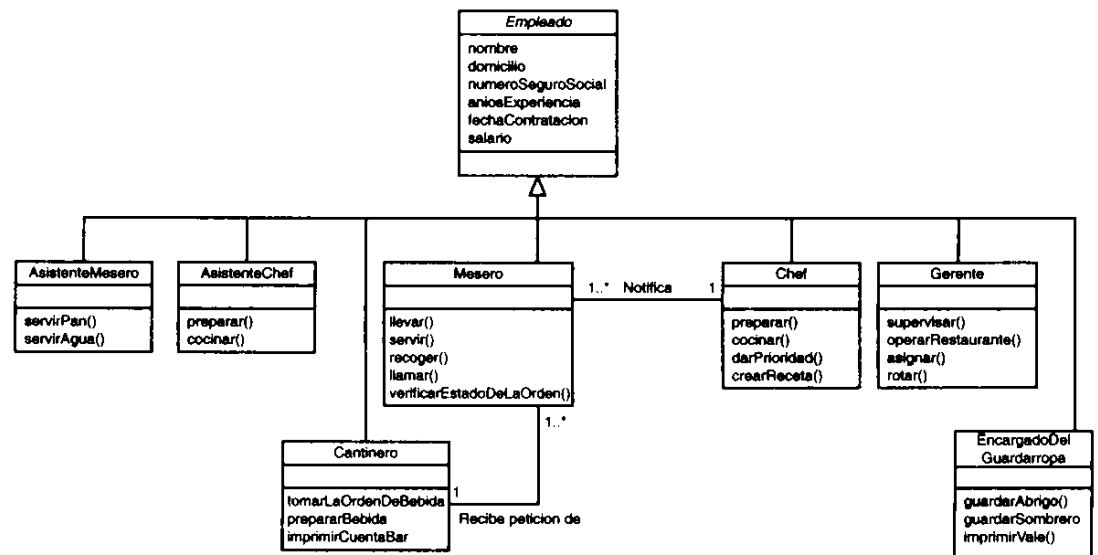 Empleado
nombre
domicilio
numeroSeguroSocial
aniosExperiencia
fechaContratacion
salario
AsistenteMesero
servirPan()
servirAgua()
AsistenteChef
preparar()
cocinar()
Mesero
llevar()
servir()
recoger()
llamar()
verificarEstadoDeLaOrden()
1..* Notifica 1
Chef
preparar()
cocinar()
darPrioridad()
crearReceta()
Gerente
supervisar()
operarRestaurante()
asignar()
rotar()
1..*
Cantinero
tomarLaOrdenDeBebida
prepararBebida
imprimirCuentaBar
1
Recibe peticion de
EncargadoDel
Guardarropa
guardarAbrigo()
guardarSombrero
imprimirVale()